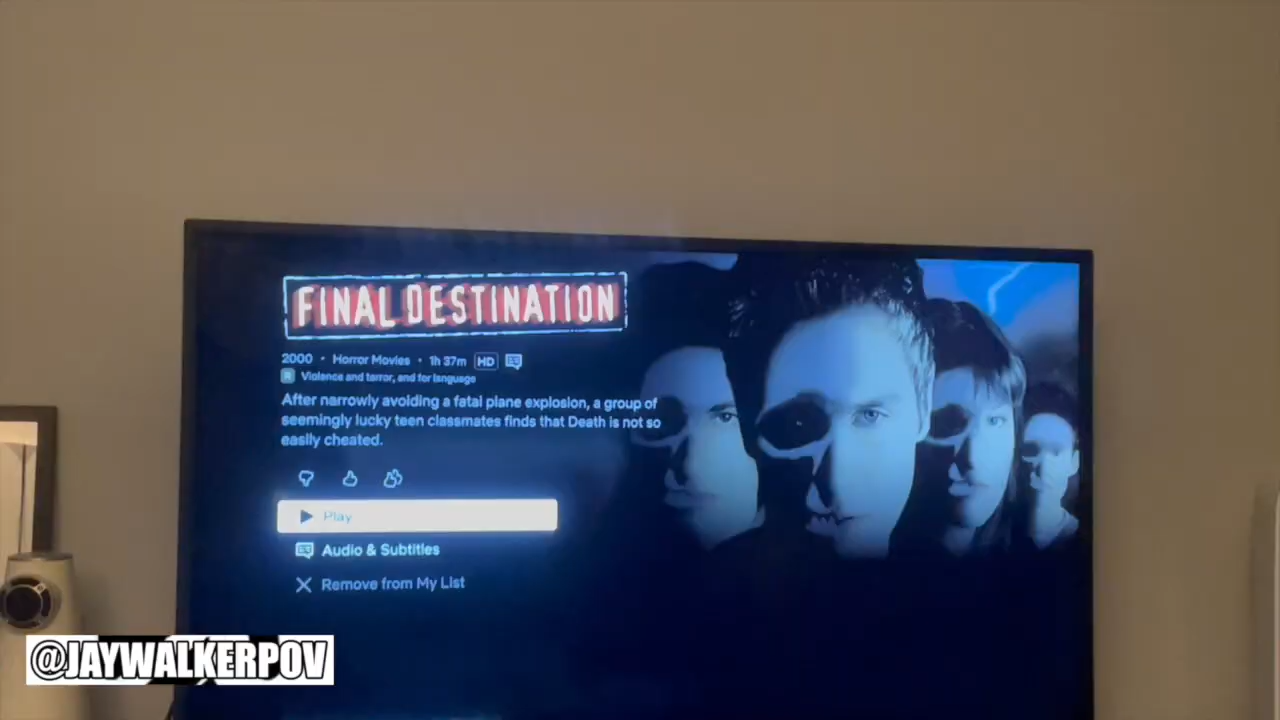 FINAL DESTINATION
2000 • Horror Movies • 1h 37m HD
R Violence and terror, and for language
After narrowly avoiding a fatal plane explosion, a group of
seemingly lucky teen classmates finds that Death is not so
easily cheated.
Play
Audio & Subtitles
Remove from My List
@JAYWALKERPOV